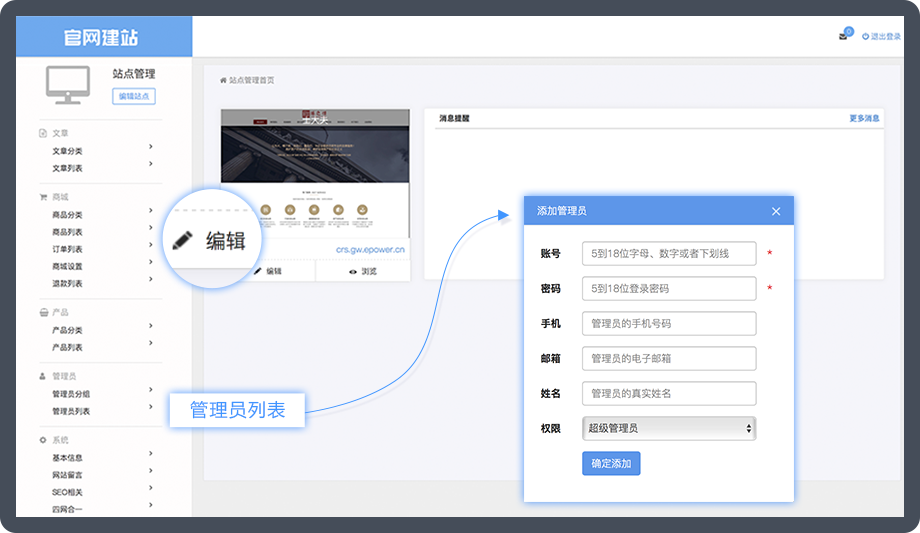 官网建站
0
退出登录
站点管理
编辑站点
文章
文章分类
文章列表
商城
商品分类
商品列表
订单列表
商城设置
退款列表
产品
产品分类
产品列表
管理员
管理员分组
管理员列表
系统
基本信息
网站留言
SEO相关
四网合一
站点管理首页
crs.gw.epower.cn
编辑
浏览
编辑
管理员列表
消息提醒
更多消息
添加管理员
账号
5到18位字母、数字或者下划线
*
密码
5到18位登录密码
*
手机
管理员的手机号码
邮箱
管理员的电子邮箱
姓名
管理员的真实姓名
权限
超级管理员
确定添加